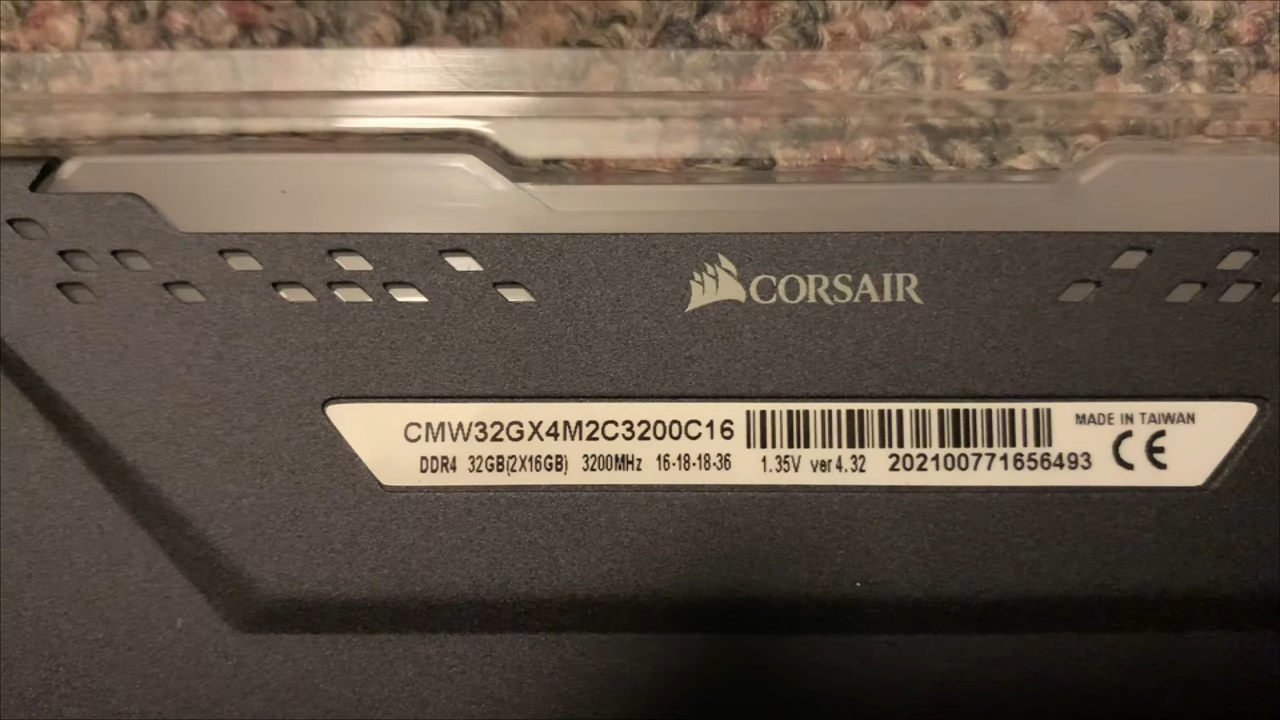 CORSAIR
CMW32GX4M2C3200C16
MADE IN TAIWAN
DDR4 32GB(2X16GB) 3200MHz 16-18-18-36 1.35V ver4.32 202100771656493 CE